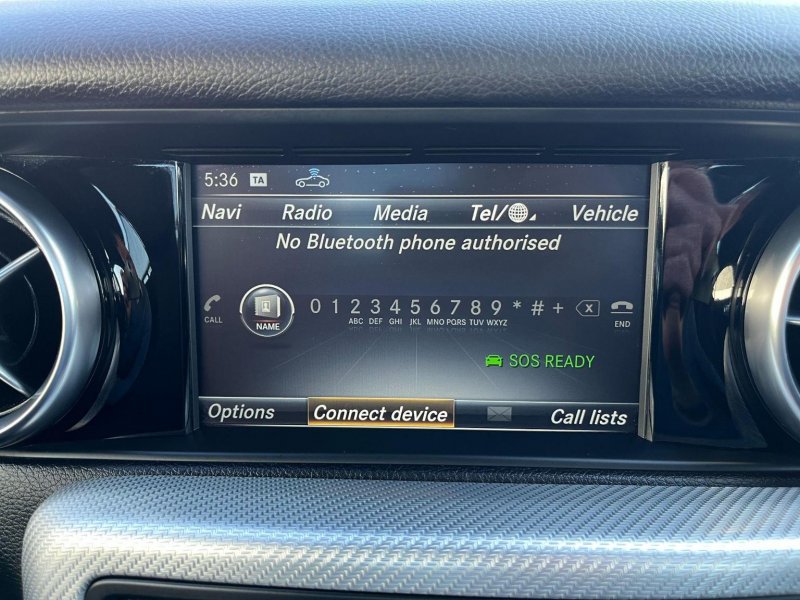 5:36 TA
Navi Radio Media Tel/ Vehicle
No Bluetooth phone authorised
0 1 2 3 4 5 6 7 8 9 * # +
ABC DEF GHI JKL MNO PQRS TUV WXYZ
CALL NAME END
SOS READY
Options Connect device Call lists